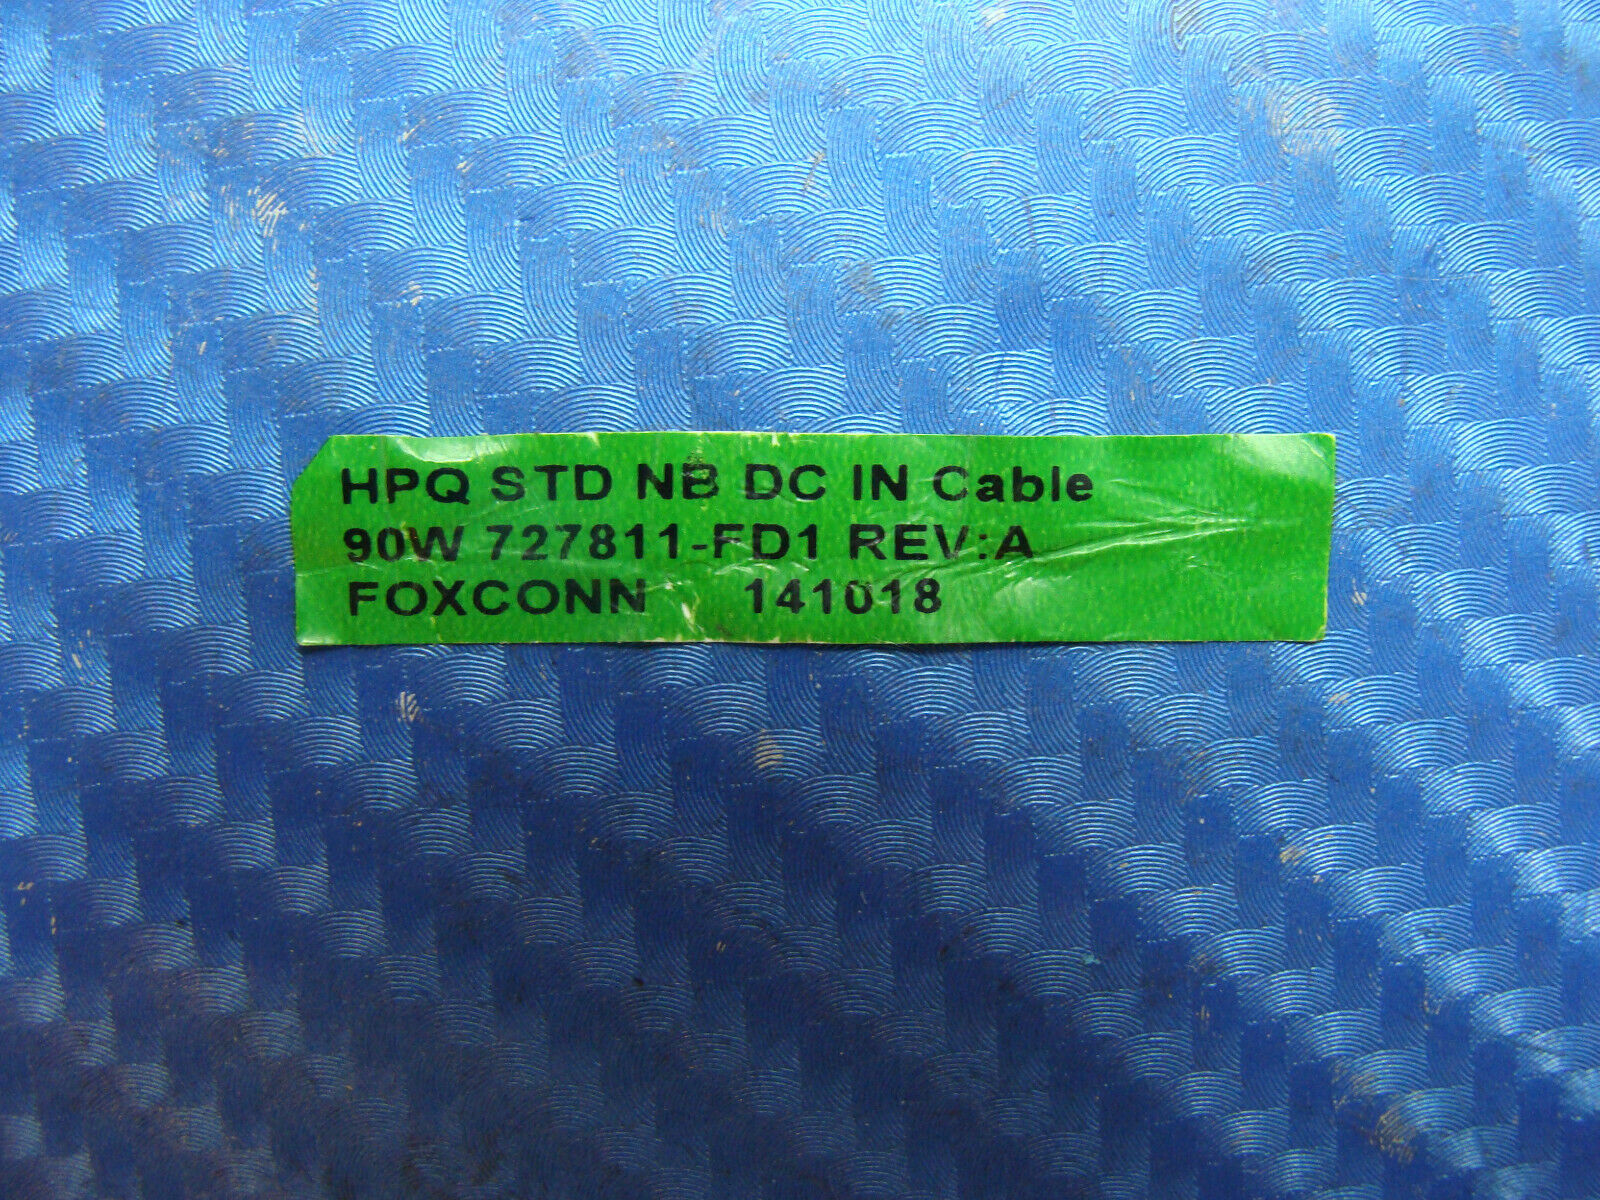 HPQ STD NB DC IN Cable
90W 727811-FD1 REV:A
FOXCONN 141018